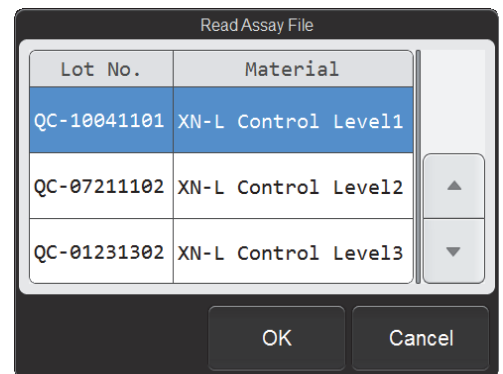 Read Assay File
Lot No. Material
QC-10041101 XN-L Control Level1
QC-07211102 XN-L Control Level2
QC-01231302 XN-L Control Level3
OK Cancel